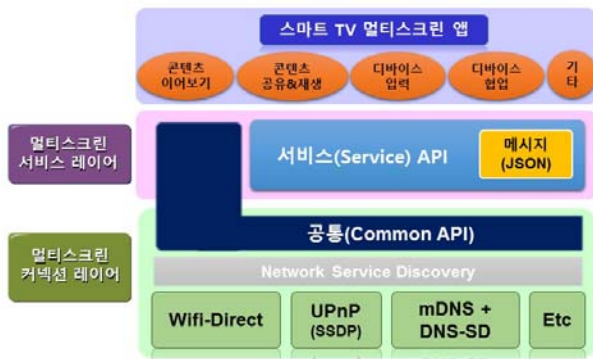 스마트 TV 멀티스크린 앱
콘텐츠
이어보기
콘텐츠
공유&재생
디바이스
입력
디바이스
협업
기
타
멀티스크린
서비스 레이어
서비스(Service) API
메시지
(JSON)
공통(Common API)
멀티스크린
커넥션 레이어
Network Service Discovery
Wifi-Direct
UPnP
(SSDP)
mDNS +
DNS-SD
Etc